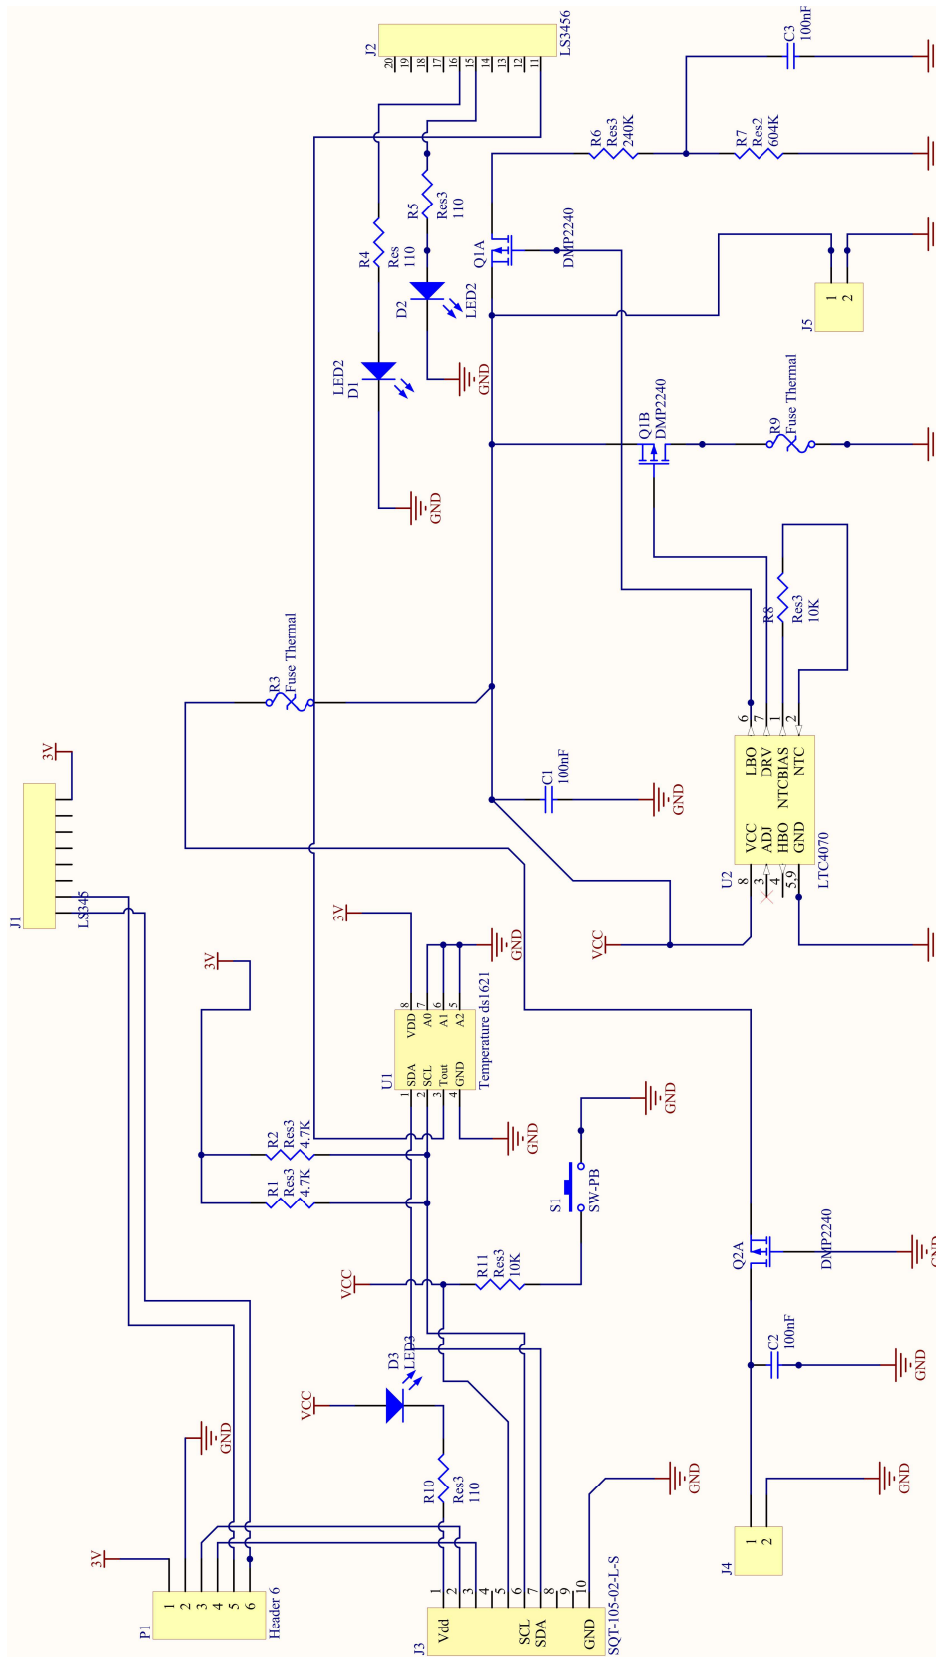 J2
LS3456
20
19
18
17
16
15
14
13
12
11
C3
100nF
R6
Res3
240K
R7
Res2
604K
R5
Res3
110
R4
Res
110
Q1A
DMP2240
D2
LED2
GND
LED2
D1
GND
1
2
J5
Q1B
DMP2240
R9
Fuse Thermal
R3
Fuse Thermal
R8
Res3
10K
3V
J1
LS345
C1
100nF
GND
6
7
1
2
LBO
DRV
NTCBIAS
NTC
VCC
ADJ
HBO
GND
U2
LTC4070
8
3
4
5,9
VCC
3V
3V
GND
U1
Temperature ds1621
8
7
6
5
VDD
A0
A1
A2
SDA
SCL
Tout
GND
1
2
3
4
GND
R2
Res3
4.7K
R1
Res3
4.7K
S1
SW-PB
GND
VCC
R11
Res3
10K
Q2A
DMP2240
GND
C2
100nF
GND
D3
LED3
VCC
GND
R10
Res3
110
GND
GND
3V
P1
Header 6
1
2
3
4
5
6
J3
SQT-105-02-L-S
1
2
3
4
5
6
7
8
9
10
Vdd
SCL
SDA
GND
J4
1
2